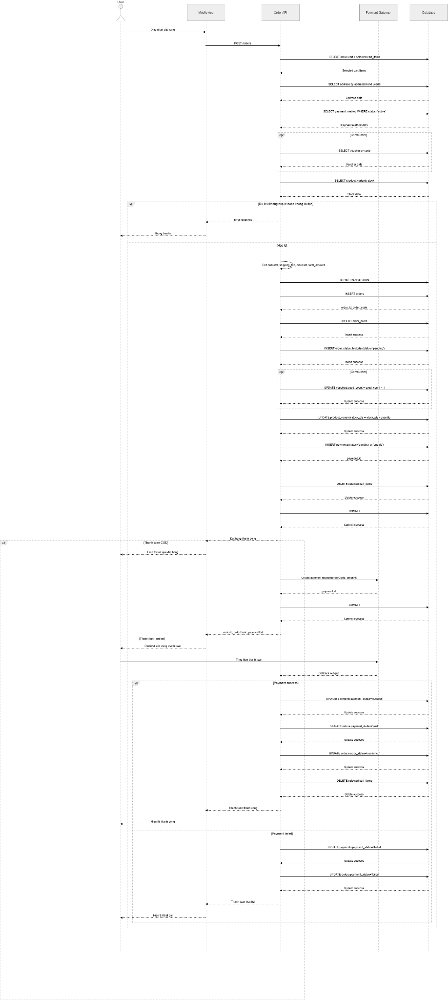 User
Mobile App
Order API
Payment Gateway
Database
Xac nhan dat hang
POST /orders
SELECT active cart + selected cart_items
Selected cart items
SELECT address by addressId and userId
Address data
SELECT payment_method WHERE status='active'
Payment method data
opt
[Co voucher]
SELECT voucher by code
Voucher data
SELECT product_variants stock
Stock data
alt
[Du lieu khong hop le hoac khong du ton]
Error response
Thong bao loi
[Hop le]
Tinh subtotal, shipping_fee, discount, total_amount
BEGIN TRANSACTION
INSERT orders
order_id, order_code
INSERT order_items
Insert success
INSERT order_status_histories(status='pending')
Insert success
opt
[Co voucher]
UPDATE vouchers.used_count = used_count + 1
Update success
UPDATE product_variants.stock_qty = stock_qty - quantity
Update success
INSERT payments(status='pending' or 'unpaid')
payment_id
DELETE selected cart_items
Delete success
COMMIT
Commit success
Dat hang thanh cong
alt
[Thanh toan COD]
Hien thi ket qua dat hang
Create payment request(orderCode, amount)
paymentUrl
COMMIT
Commit success
orderId, orderCode, paymentUrl
[Thanh toan online]
Redirect den cong thanh toan
Thuc hien thanh toan
Callback ket qua
alt
[Payment success]
UPDATE payments.payment_status='success'
Update success
UPDATE orders.payment_status='paid'
Update success
UPDATE orders.order_status='confirmed'
Update success
DELETE selected cart_items
Delete success
Thanh toan thanh cong
Hien thi thanh cong
[Payment failed]
UPDATE payments.payment_status='failed'
Update success
UPDATE orders.payment_status='failed'
Update success
Thanh toan that bai
Hien thi that bai